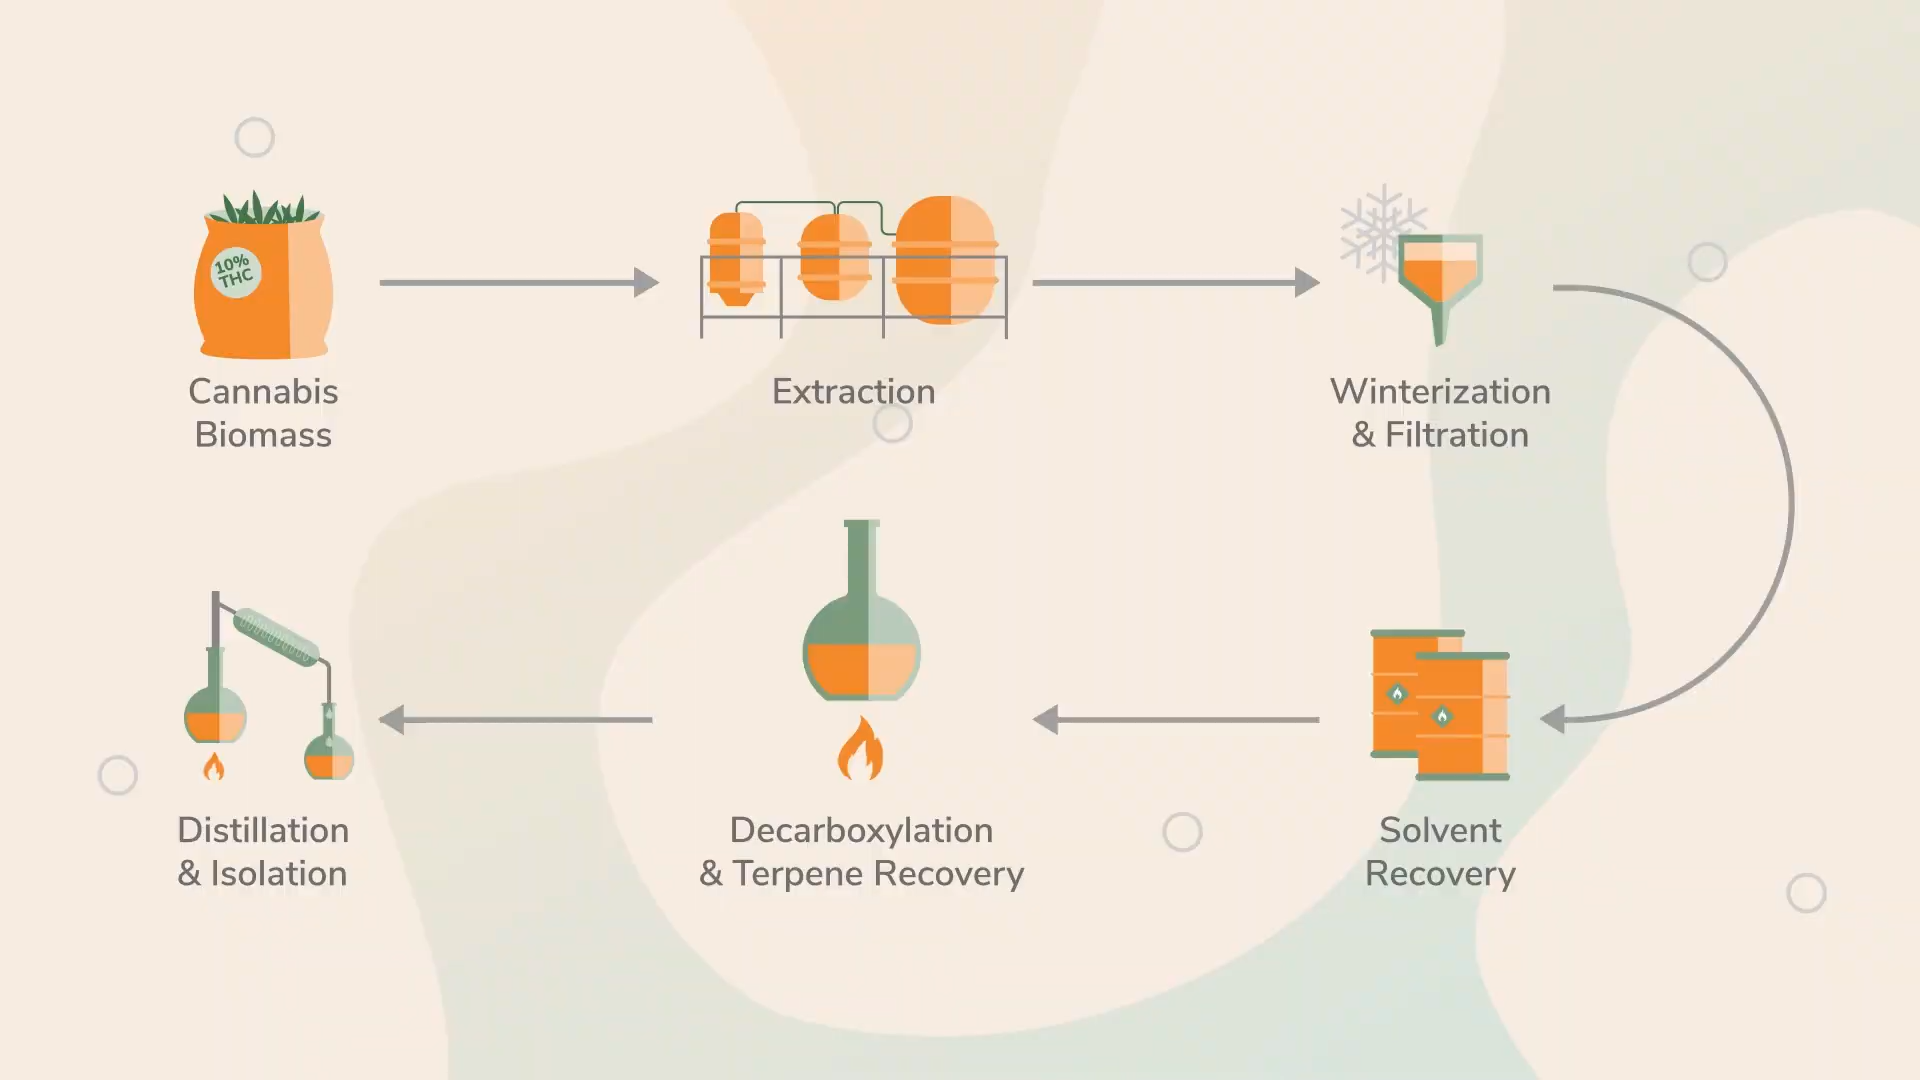 10%
THC
Cannabis
Biomass
Extraction
Winterization
& Filtration
Solvent
Recovery
Decarboxylation
& Terpene Recovery
Distillation
& Isolation